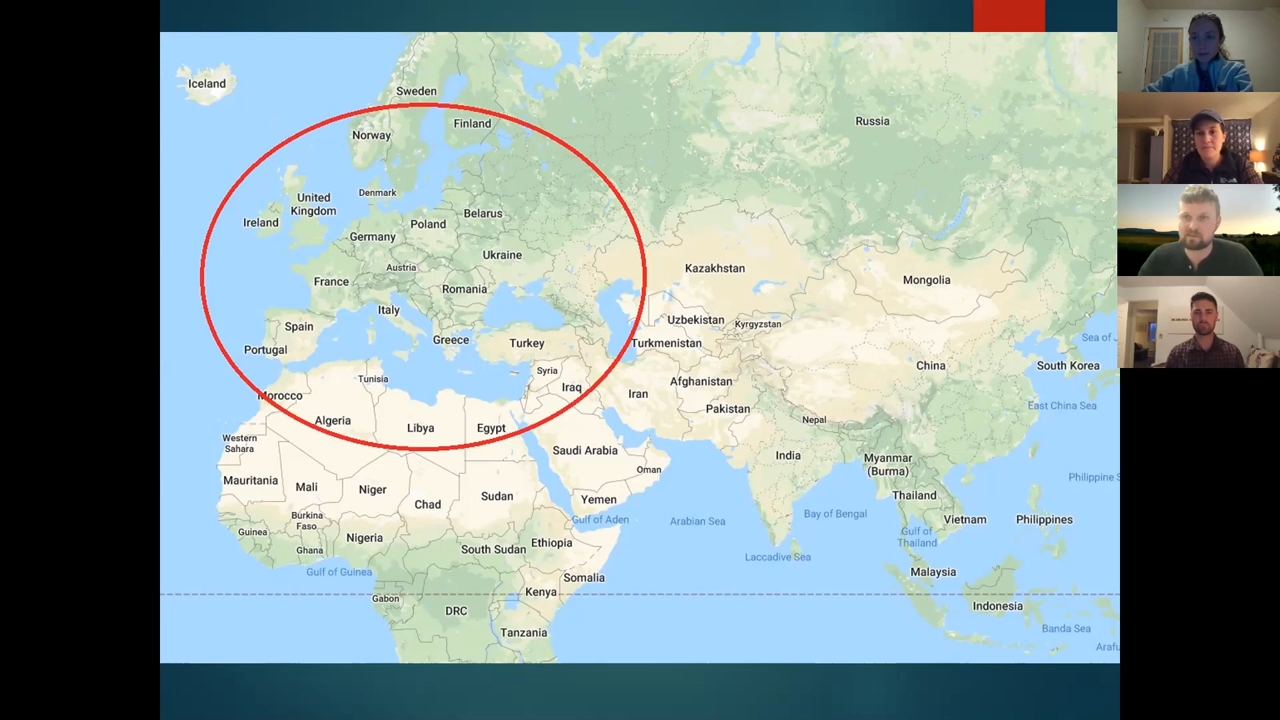 Iceland
Sweden
Finland
Norway
Russia
Denmark
United
Kingdom
Ireland
Poland
Belarus
Germany
Ukraine
Austria
Kazakhstan
France
Mongolia
Romania
Italy
Uzbekistan
Kyrgyzstan
Spain
Greece
Turkey
Turkmenistan
Sea of J
Portugal
China
South Korea
Syria
Tunisia
Afghanistan
Iraq
Iran
Morocco
Pakistan
East China Sea
Algeria
Libya
Egypt
Nepal
Western
Sahara
Saudi Arabia
India
Myanmar
(Burma)
Oman
Mauritania
Mali
Niger
Philippine S
Chad
Sudan
Yemen
Thailand
Burkina
Faso
Gulf of Aden
Arabian Sea
Bay of Bengal
Vietnam
Philippines
Guinea
Nigeria
Ethiopia
Gulf of
Thailand
Ghana
South Sudan
Laccadive Sea
Gulf of Guinea
Somalia
Malaysia
Kenya
Gabon
Indonesia
DRC
Tanzania
Banda Sea
Arafu